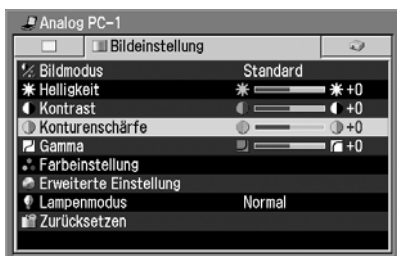 Analog PC-1
Bildeinstellung
Bildmodus Standard
Helligkeit +0
Kontrast +0
Konturenschärfe +0
Gamma +0
Farbeinstellung
Erweiterte Einstellung
Lampenmodus Normal
Zurücksetzen